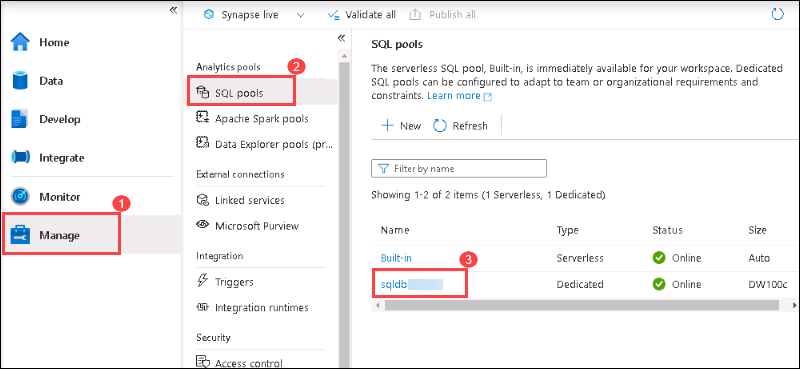 Synapse live
Validate all
Publish all
Home
Data
Develop
Integrate
Monitor
1
Manage
Analytics pools
2
SQL pools
Apache Spark pools
Data Explorer pools (pr...
External connections
Linked services
Microsoft Purview
Integration
Triggers
Integration runtimes
Security
Access control
SQL pools
The serverless SQL pool, Built-in, is immediately available for your workspace. Dedicated
SQL pools can be configured to adapt to team or organizational requirements and
constraints. Learn more
New
Refresh
Filter by name
Showing 1-2 of 2 items (1 Serverless, 1 Dedicated)
Name Type Status Size
Built-in Serverless Online Auto
3
sqldb Dedicated Online DW100c